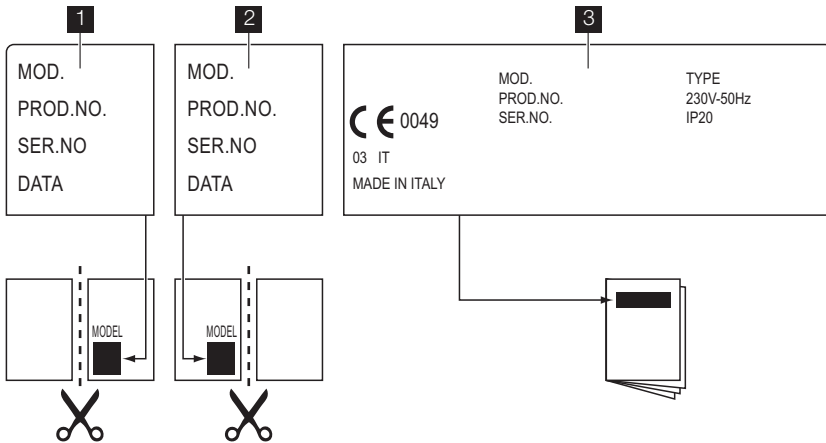 1
MOD.
PROD.NO.
SER.NO
DATA
MODEL
2
MOD.
PROD.NO.
SER.NO
DATA
MODEL
3
CE 0049
03 IT
MADE IN ITALY
MOD.
PROD.NO.
SER.NO.
TYPE
230V-50Hz
IP20